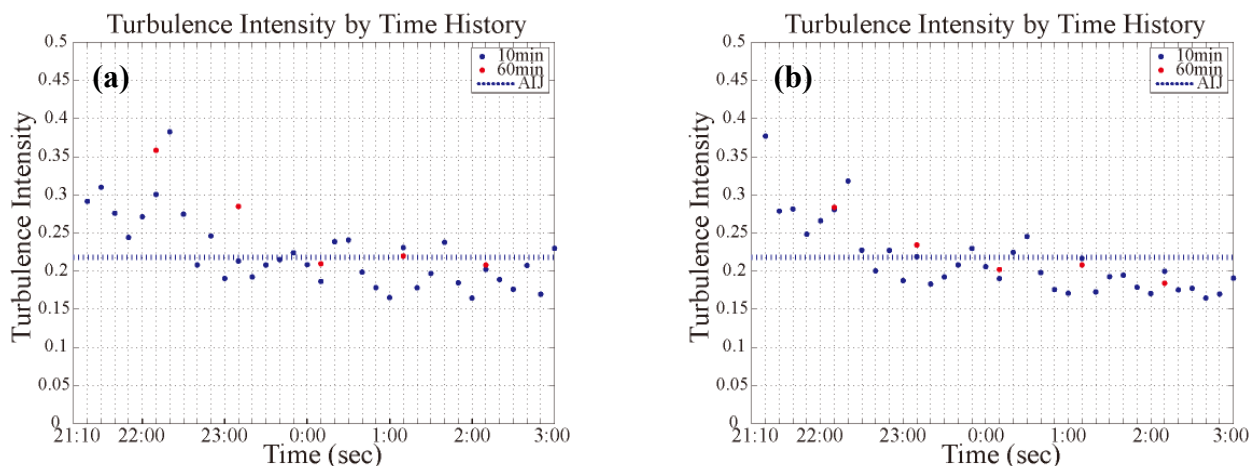 Turbulence Intensity by Time History
(a)
10min
60min
AIJ
Turbulence Intensity
0.5
0.45
0.4
0.35
0.3
0.25
0.2
0.15
0.1
0.05
0
21:10 22:00 23:00 0:00 1:00 2:00 3:00
Time (sec)
Turbulence Intensity by Time History
(b)
10min
60min
AIJ
Turbulence Intensity
0.5
0.45
0.4
0.35
0.3
0.25
0.2
0.15
0.1
0.05
0
21:10 22:00 23:00 0:00 1:00 2:00 3:00
Time (sec)